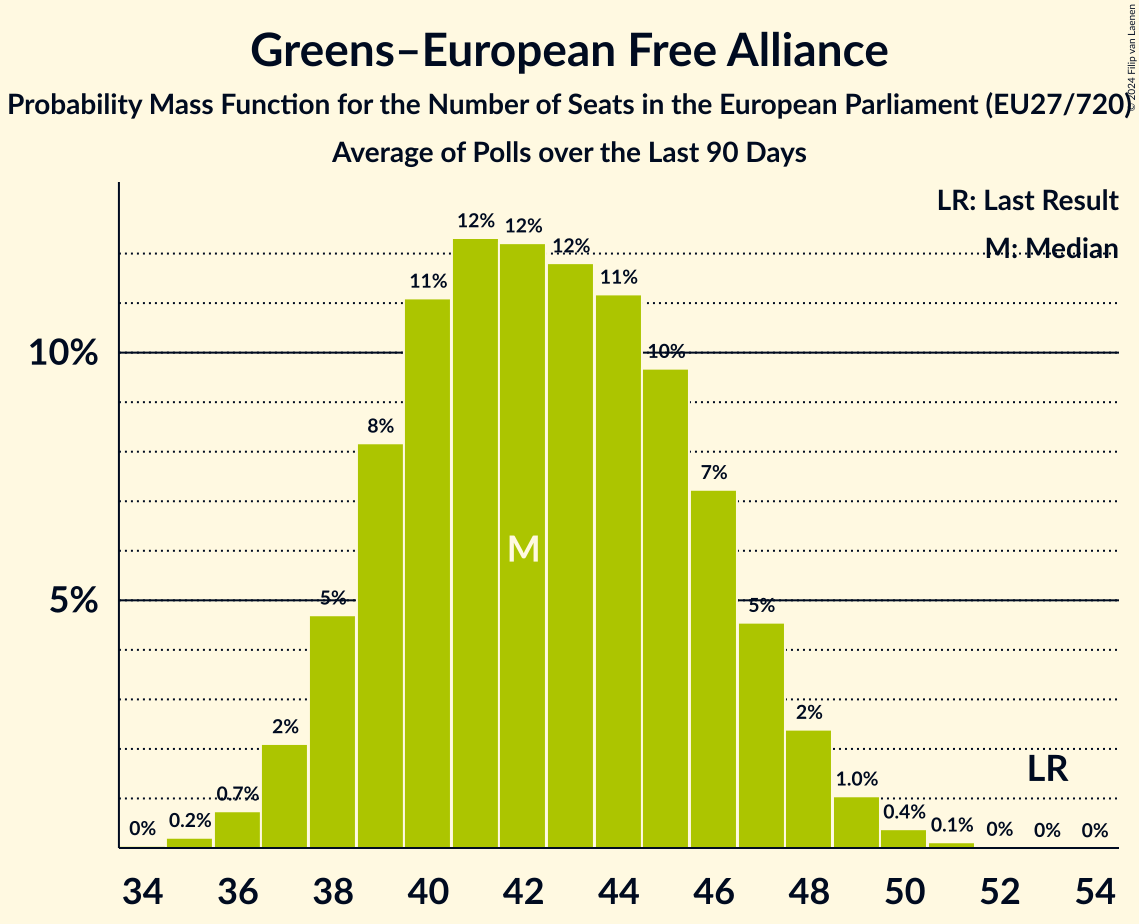 Greens–European Free Alliance
Probability Mass Function for the Number of Seats in the European Parliament (EU27/720)
Average of Polls over the Last 90 Days
© 2024 Filip van Laenen
LR: Last Result
M: Median
12%
12%
12%
11%
11%
10%
10%
8%
7%
M
5%
5%
5%
2%
2%
LR
0.7%
1.0%
0%
0.2%
0.4%
0.1%
0%
0%
0%
34 36 38 40 42 44 46 48 50 52 54